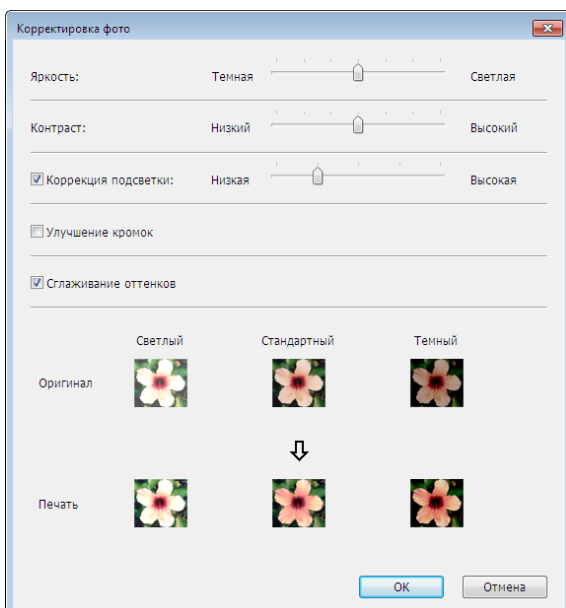 Корректировка фото
Яркость: Темная Светлая
Контраст: Низкий Высокий
Коррекция подсветки: Низкая Высокая
Улучшение кромок
Сглаживание оттенков
Светлый Стандартный Темный
Оригинал
Печать
OK Отмена